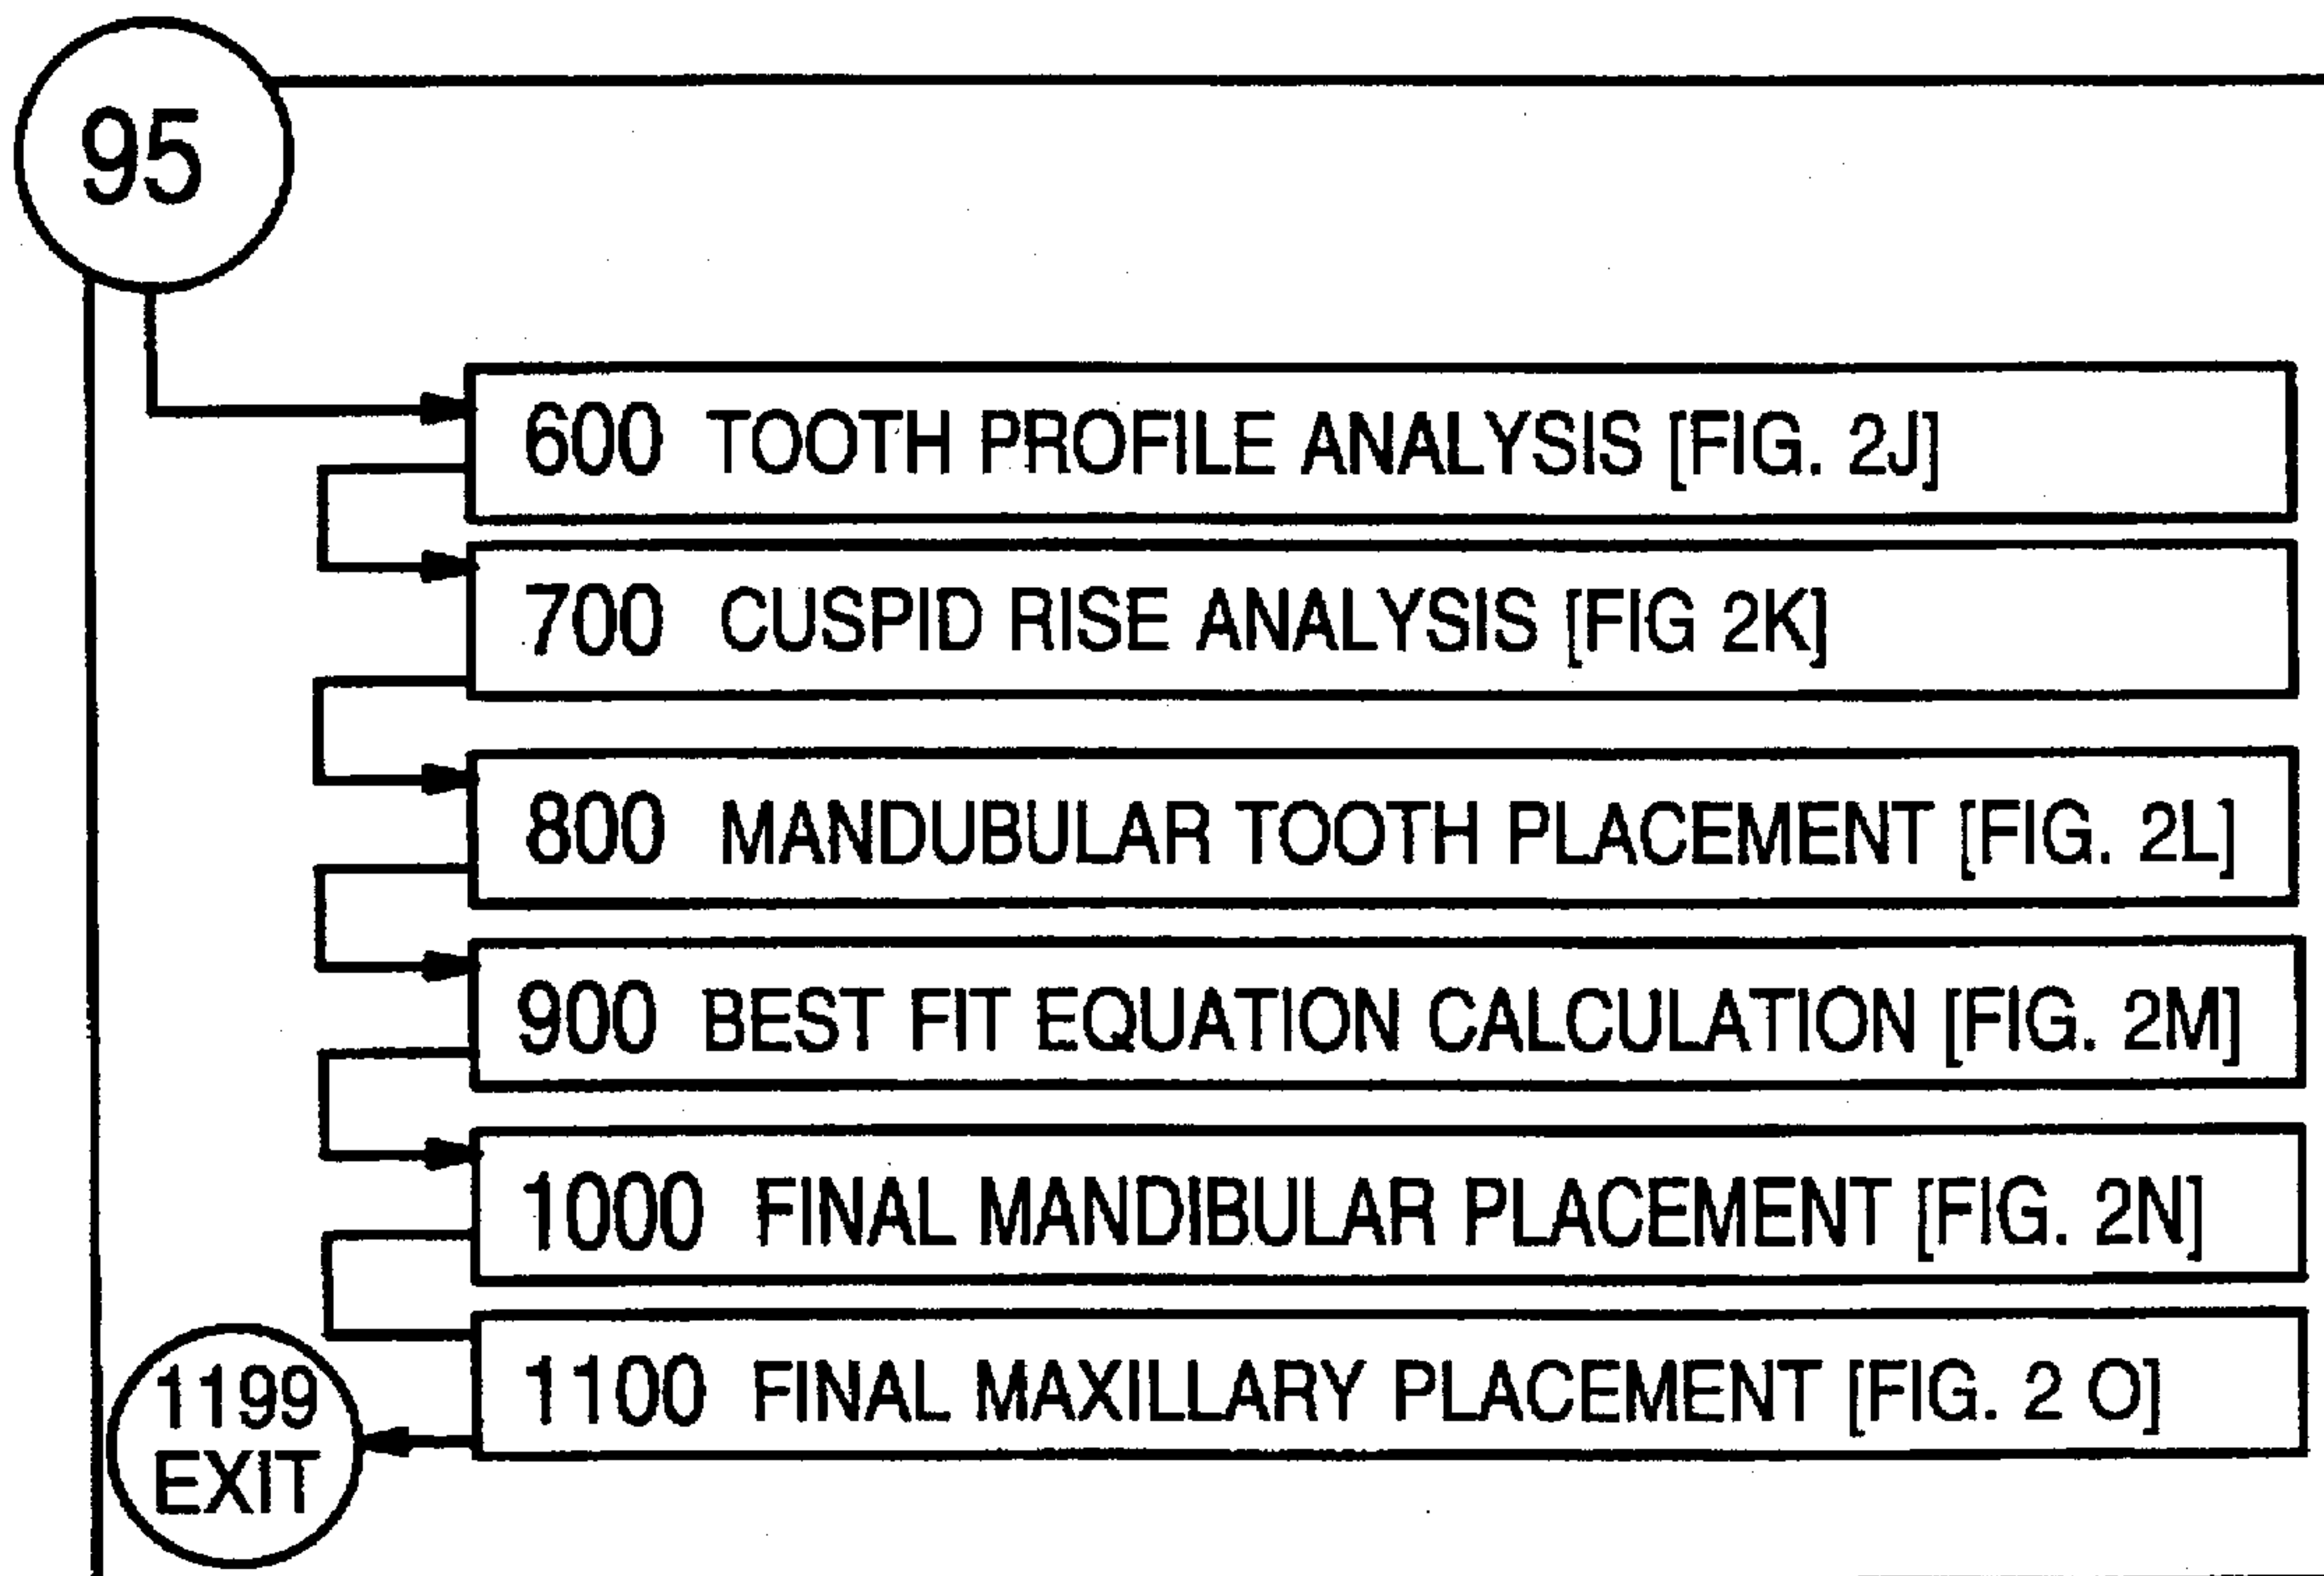 95
600 TOOTH PROFILE ANALYSIS [FIG. 2J]
700 CUSPID RISE ANALYSIS [FIG 2K]
800 MANDUBULAR TOOTH PLACEMENT [FIG. 2L]
900 BEST FIT EQUATION CALCULATION [FIG. 2M]
1000 FINAL MANDIBULAR PLACEMENT [FIG. 2N]
1100 FINAL MAXILLARY PLACEMENT [FIG. 2 O]
1199
EXIT